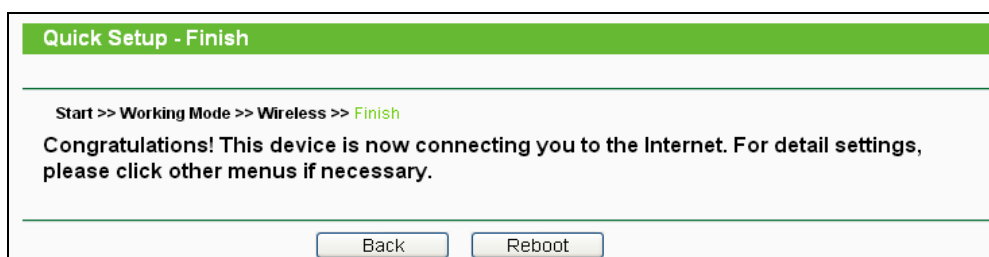 Quick Setup - Finish
Start >> Working Mode >> Wireless >> Finish
Congratulations! This device is now connecting you to the Internet. For detail settings,
please click other menus if necessary.
Back Reboot